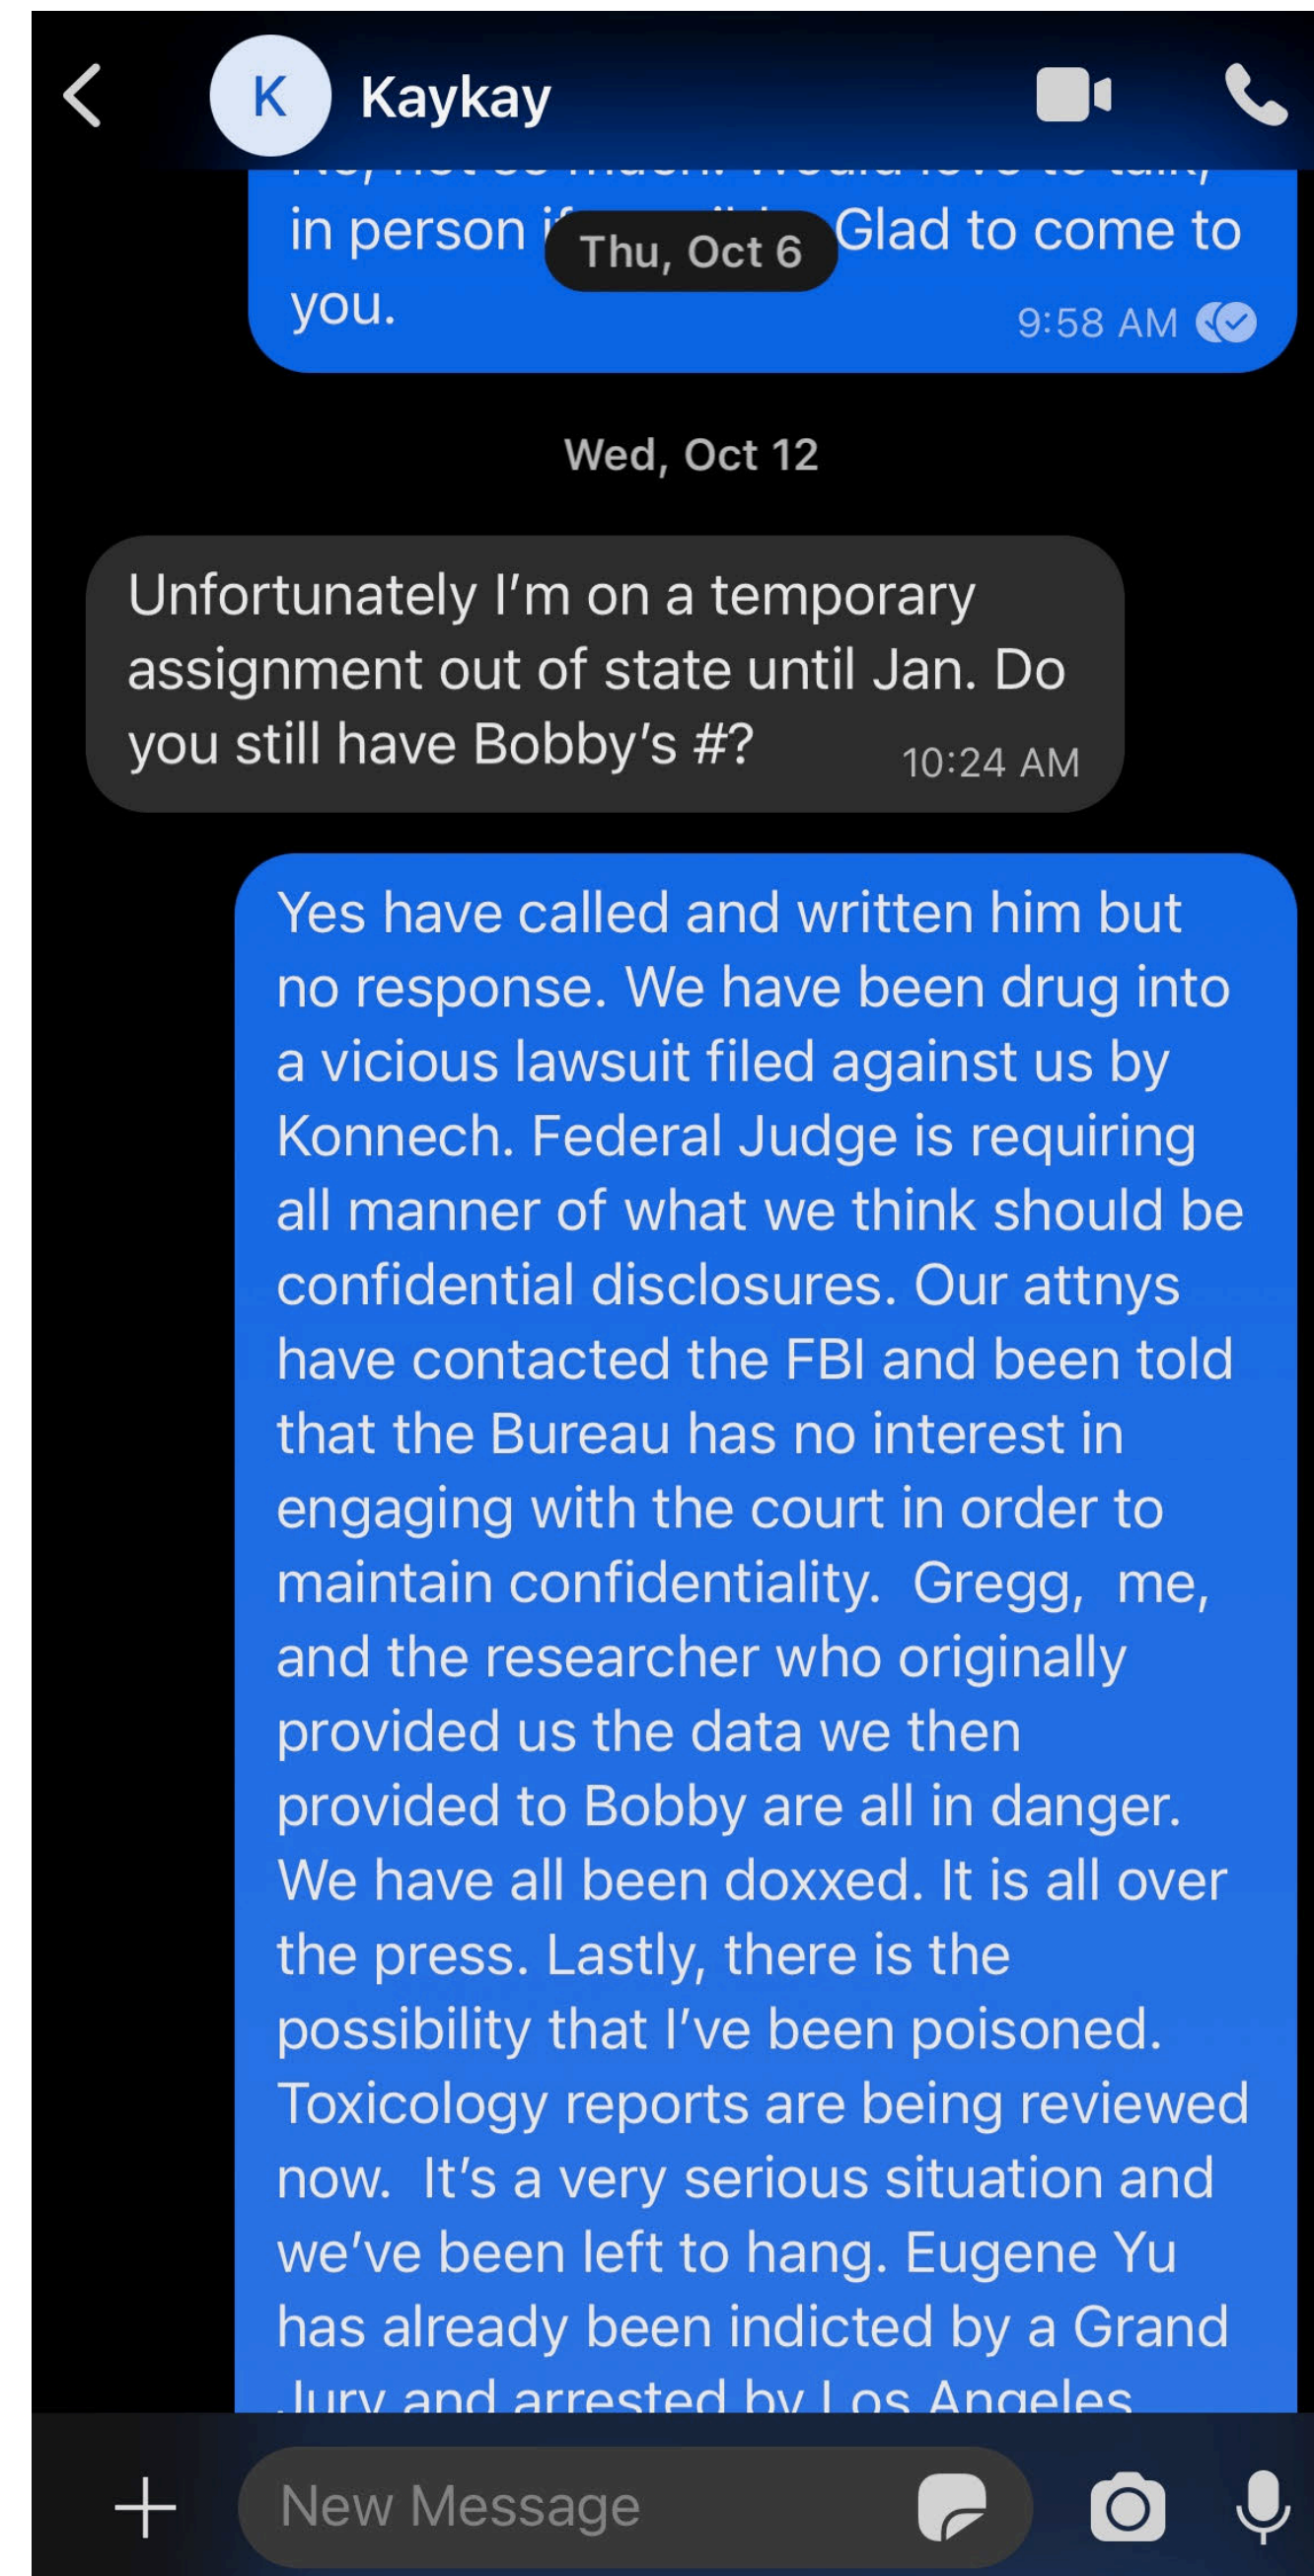 K Kaykay
in person Glad to come to
Thu, Oct 6
you.
9:58 AM
Wed, Oct 12
Unfortunately I'm on a temporary
assignment out of state until Jan. Do
you still have Bobby's #?
10:24 AM
Yes have called and written him but
no response. We have been drug into
a vicious lawsuit filed against us by
Konnech. Federal Judge is requiring
all manner of what we think should be
confidential disclosures. Our attnys
have contacted the FBI and been told
that the Bureau has no interest in
engaging with the court in order to
maintain confidentiality.  Gregg,  me,
and the researcher who originally
provided us the data we then
provided to Bobby are all in danger.
We have all been doxxed. It is all over
the press. Lastly, there is the
possibility that I've been poisoned.
Toxicology reports are being reviewed
now.  It's a very serious situation and
we've been left to hang. Eugene Yu
has already been indicted by a Grand
Jury and arrested by Los Angeles
New Message